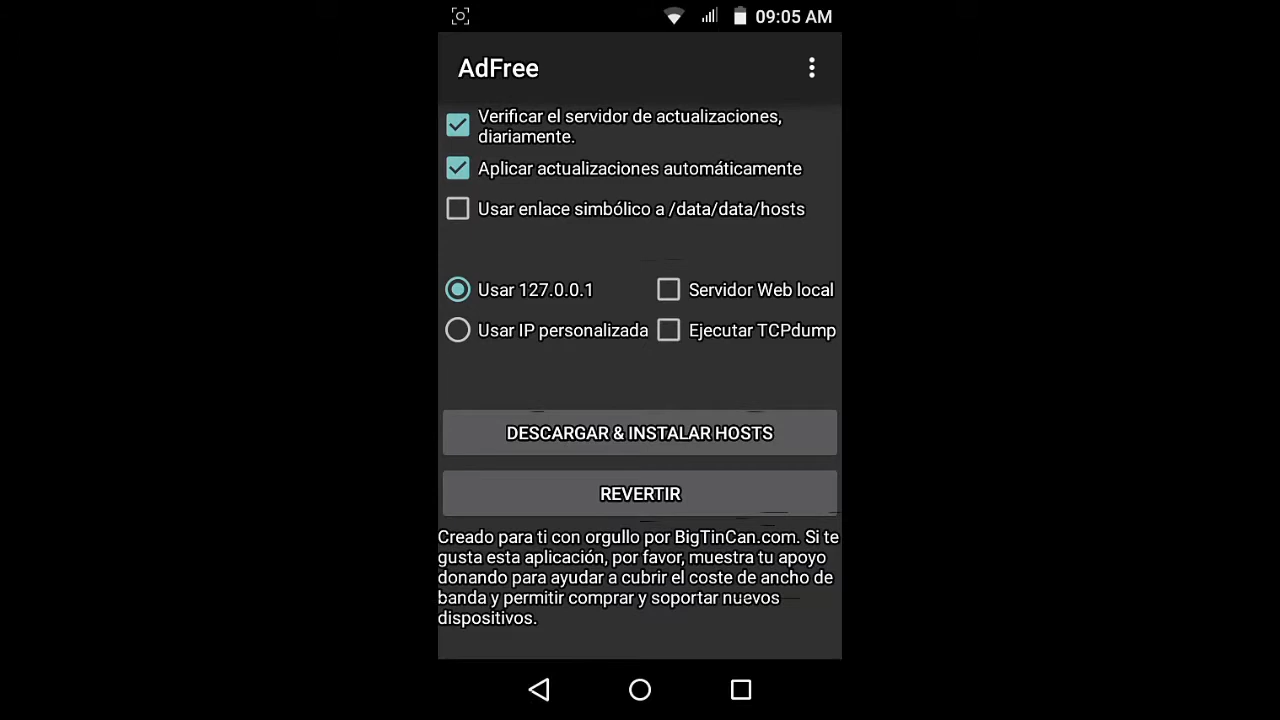 09:05 AM
AdFree
Verificar el servidor de actualizaciones,
diariamente.
Aplicar actualizaciones automáticamente
Usar enlace simbólico a /data/data/hosts
Usar 127.0.0.1
Servidor Web local
Usar IP personalizada
Ejecutar TCPdump
DESCARGAR & INSTALAR HOSTS
REVERTIR
Creado para ti con orgullo por BigTinCan.com. Si te
gusta esta aplicación, por favor, muestra tu apoyo
donando para ayudar a cubrir el coste de ancho de
banda y permitir comprar y soportar nuevos
dispositivos.